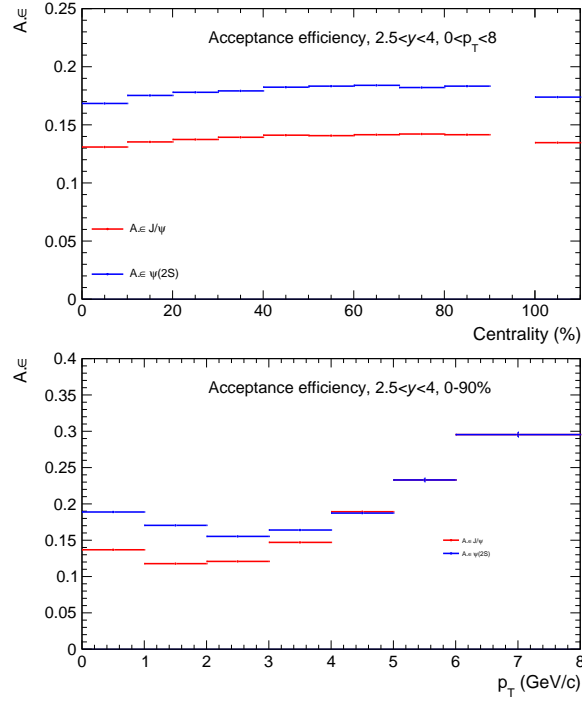 A.∈
0.25
Acceptance efficiency, 2.5<y<4, 0<p_T<8
0.2
0.15
0.1
A.∈ J/ψ
0.05
A.∈ ψ(2S)
0
0 20 40 60 80 100
Centrality (%)
A.∈
0.4
Acceptance efficiency, 2.5<y<4, 0-90%
0.35
0.3
0.25
0.2
0.15
A.∈ J/ψ
A.∈ ψ(2S)
0.1
0.05
0
0 1 2 3 4 5 6 7 8
p_T (GeV/c)